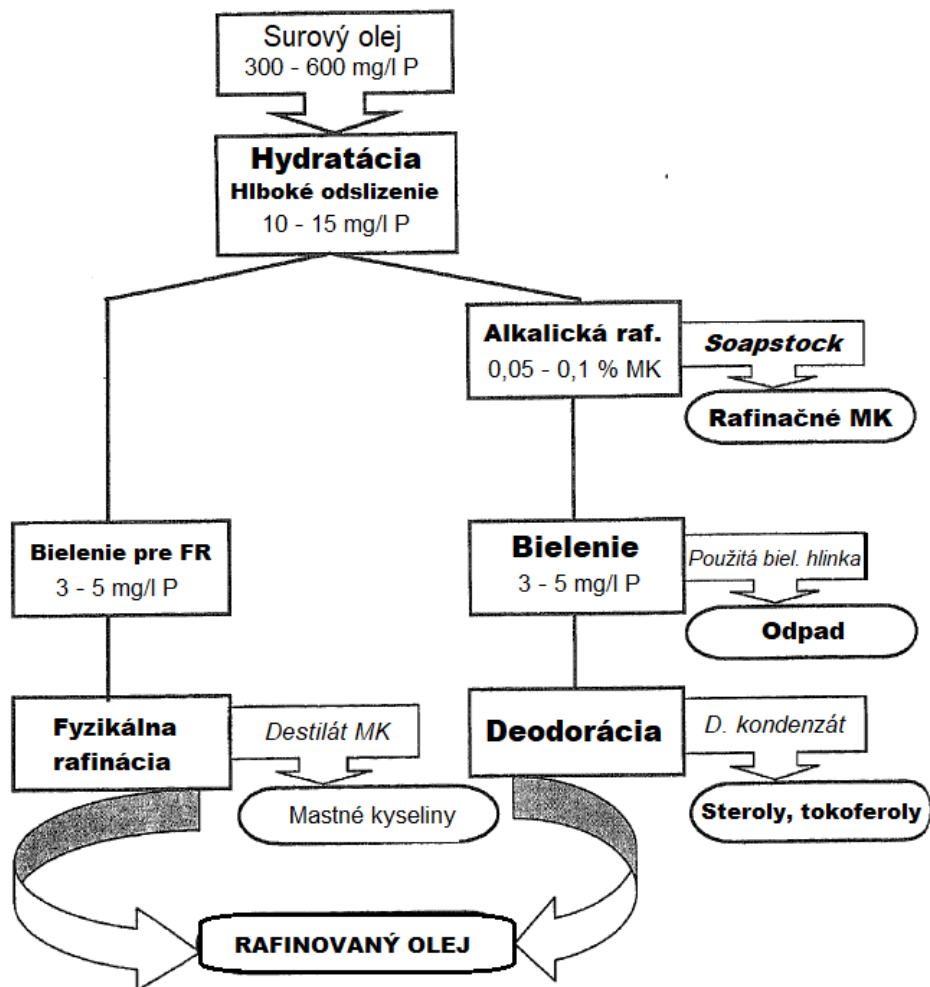 Surový olej
300 - 600 mg/l P
Hydratácia
Hlboké odslizenie
10 - 15 mg/l P
Alkalická raf.
0,05 - 0,1 % MK
Soapstock
Rafinačné MK
Bielenie pre FR
3 - 5 mg/l P
Bielenie
3 - 5 mg/l P
Použitá biel. hlinka
Odpad
Fyzikálna
rafinácia
Destilát MK
Mastné kyseliny
Deodorácia
D. kondenzát
Steroly, tokoferoly
RAFINOVANÝ OLEJ